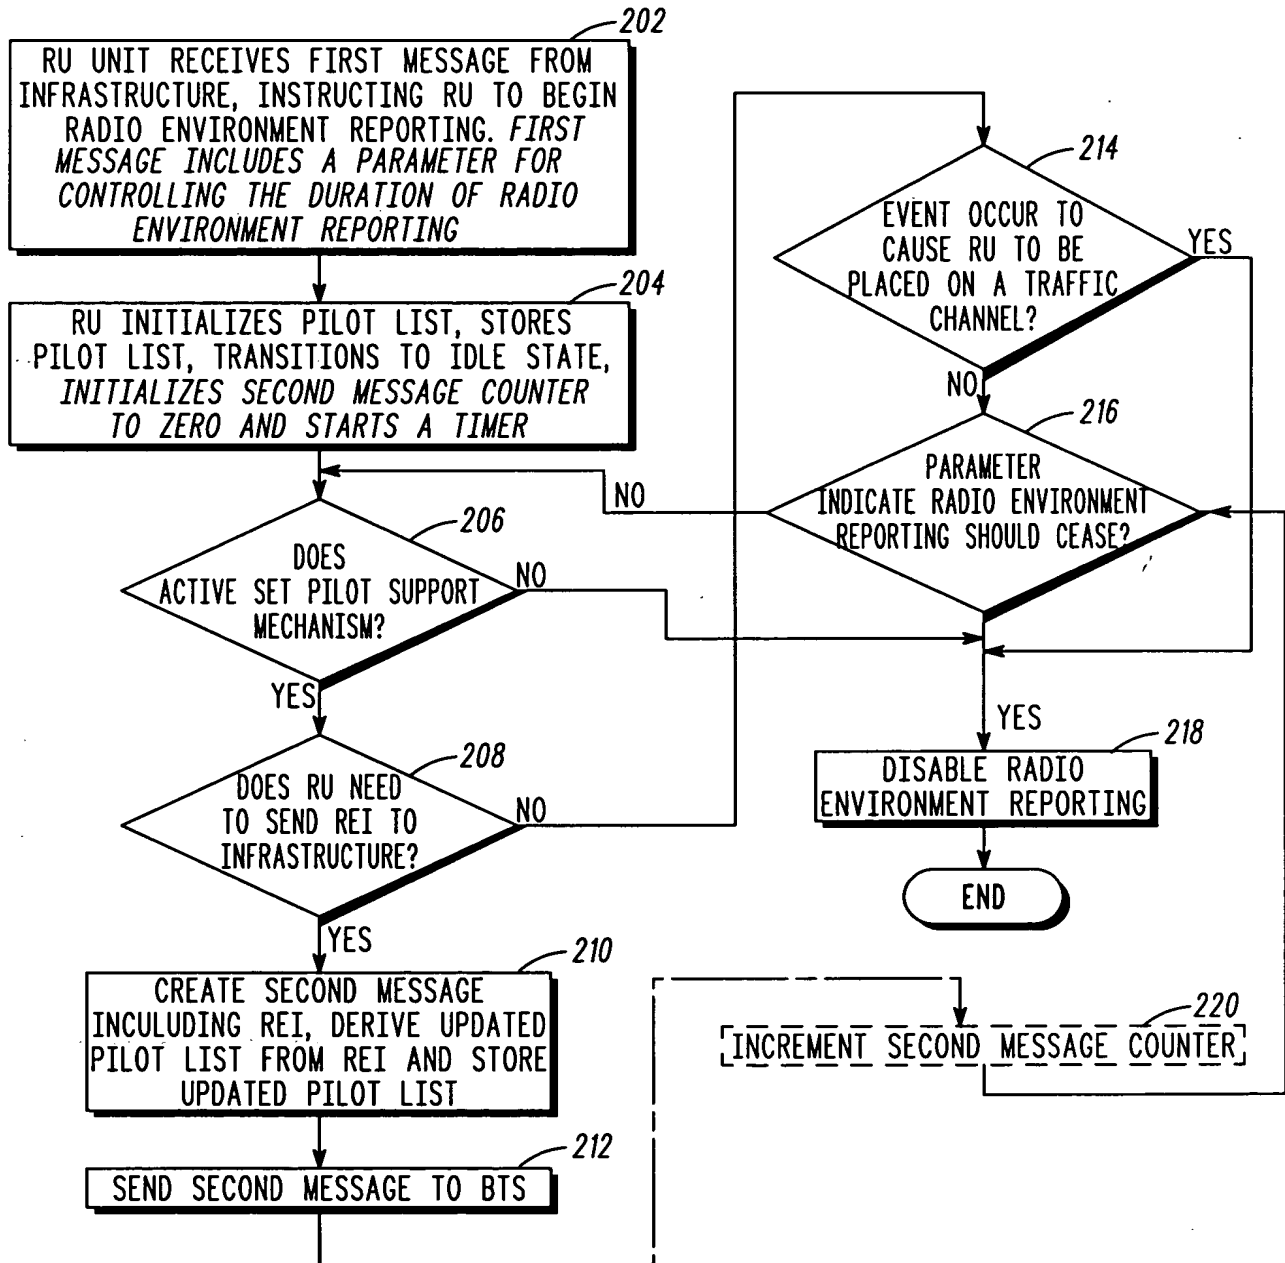 202
RU UNIT RECEIVES FIRST MESSAGE FROM
INFRASTRUCTURE, INSTRUCTING RU TO BEGIN
RADIO ENVIRONMENT REPORTING. FIRST
MESSAGE INCLUDES A PARAMETER FOR
CONTROLLING THE DURATION OF RADIO
ENVIRONMENT REPORTING
204
RU INITIALIZES PILOT LIST, STORES
PILOT LIST, TRANSITIONS TO IDLE STATE,
INITIALIZES SECOND MESSAGE COUNTER
TO ZERO AND STARTS A TIMER
206
DOES
ACTIVE SET PILOT SUPPORT
MECHANISM?
NO
YES
208
DOES RU NEED
TO SEND REI TO
INFRASTRUCTURE?
NO
YES
210
CREATE SECOND MESSAGE
INCULUDING REI, DERIVE UPDATED
PILOT LIST FROM REI AND STORE
UPDATED PILOT LIST
212
SEND SECOND MESSAGE TO BTS
214
EVENT OCCUR TO
CAUSE RU TO BE
PLACED ON A TRAFFIC
CHANNEL?
YES
NO
216
PARAMETER
INDICATE RADIO ENVIRONMENT
REPORTING SHOULD CEASE?
NO
YES
218
DISABLE RADIO
ENVIRONMENT REPORTING
END
220
INCREMENT SECOND MESSAGE COUNTER